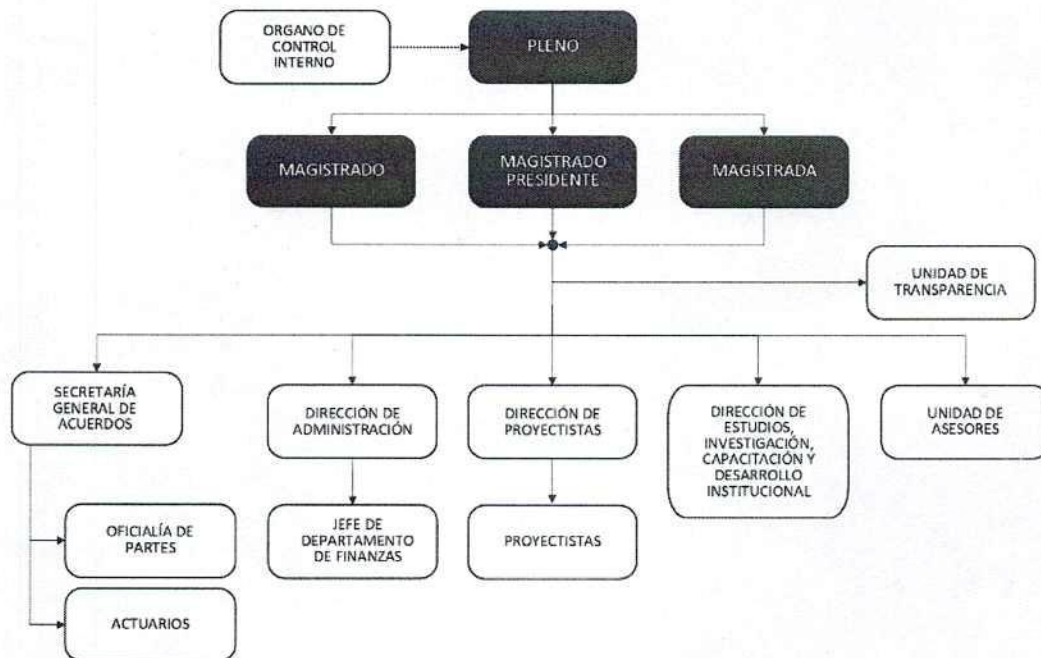 ORGANO DE
CONTROL
INTERNO
PLENO
MAGISTRADO
MAGISTRADO
PRESIDENTE
MAGISTRADA
UNIDAD DE
TRANSPARENCIA
SECRETARÍA
GENERAL DE
ACUERDOS
DIRECCIÓN DE
ADMINISTRACIÓN
DIRECCIÓN DE
PROYECTISTAS
DIRECCIÓN DE
ESTUDIOS,
INVESTIGACIÓN,
CAPACITACIÓN Y
DESARROLLO
INSTITUCIONAL
UNIDAD DE
ASESORES
OFICIALÍA DE
PARTES
JEFE DE
DEPARTAMENTO
DE FINANZAS
PROYECTISTAS
ACTUARIOS